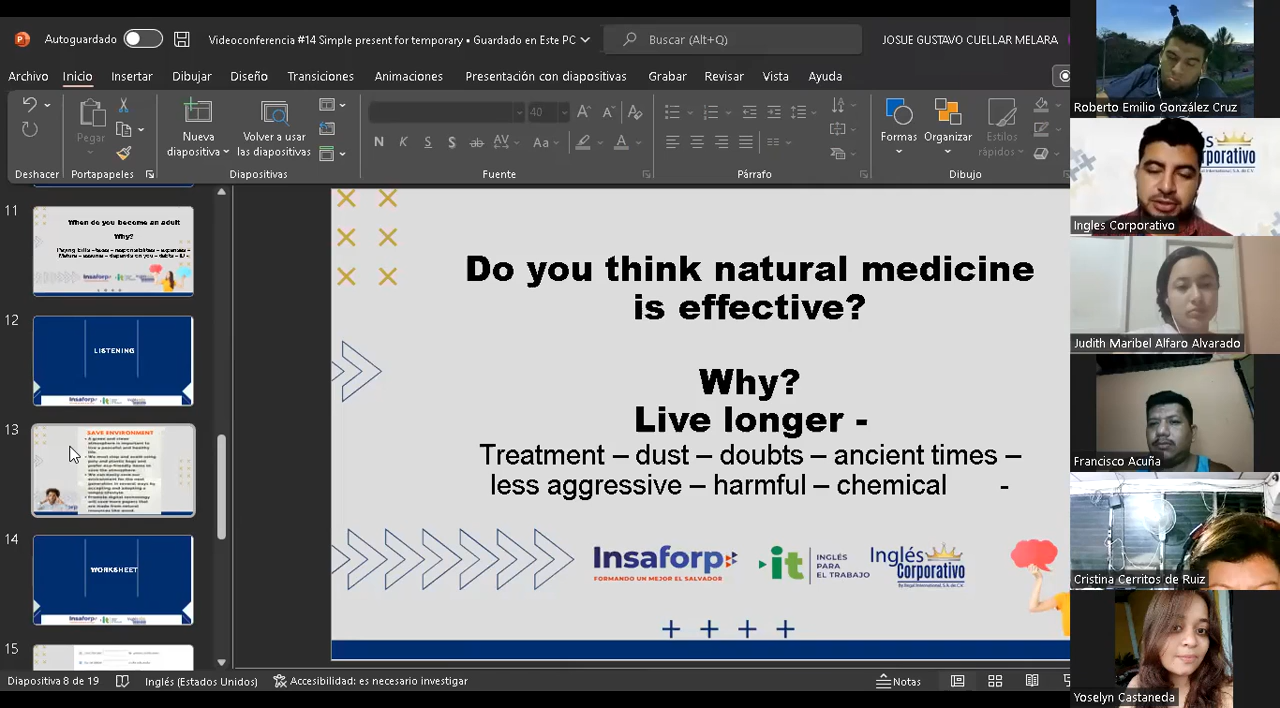 Autoguardado
Videoconferencia #14 Simple present for temporary • Guardado en Este PC
Buscar (Alt+Q)
JOSUE GUSTAVO CUELLAR MELARA
Archivo Inicio Insertar Dibujar Diseño Transiciones Animaciones Presentación con diapositivas Grabar Revisar Vista Ayuda
Pegar
Nueva diapositiva
Volver a usar las diapositivas
40
N K S S ab AV Aa A
Formas Organizar Estilos rápidos
Deshacer Portapapeles Diapositivas Fuente Párrafo Dibujo
11
When do you become an adult
Why?
12
LISTENING
13
SAVE ENVIRONMENT
14
WORKSHEET
15
Do you think natural medicine
is effective?
Why?
Live longer -
Treatment – dust – doubts – ancient times –
less aggressive – harmful – chemical -
Insaforp
FORMANDO UN MEJOR EL SALVADOR
it
INGLÉS
PARA
EL TRABAJO
Inglés
Corporativo
Diapositiva 8 de 19
Inglés (Estados Unidos)
Accesibilidad: es necesario investigar
Notas
Roberto Emilio González Cruz
Ingles Corporativo
Judith Maribel Alfaro Alvarado
Francisco Acuña
Cristina Cerritos de Ruiz
Yoselyn Castaneda